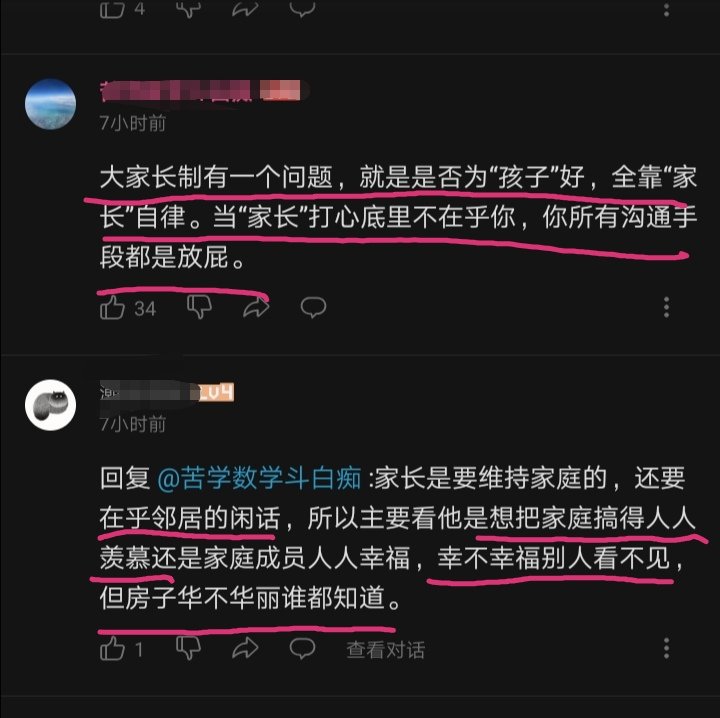 4
7小时前
大家长制有一个问题，就是是否为“孩子”好，全靠“家
长”自律。当“家长”打心底里不在乎你，你所有沟通手
段都是放屁。
34
LV4
7小时前
回复 @苦学数学斗白痴 :家长是要维持家庭的，还要
在乎邻居的闲话，所以主要看他是想把家庭搞得人人
羡慕还是家庭成员人人幸福，幸不幸福别人看不见，
但房子华不华丽谁都知道。
1 查看对话